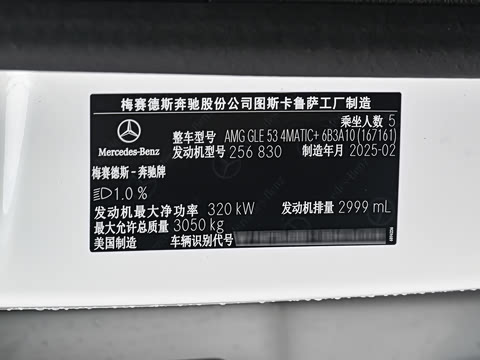 梅赛德斯奔驰股份公司图斯卡鲁萨工厂制造
乘坐人数 5
整车型号 AMG GLE 53 4MATIC+ 6B3A10 (167161)
Mercedes-Benz
发动机型号 256 830 制造年月 2025-02
梅赛德斯－奔驰牌
1.0 %
发动机最大净功率 320 kW 发动机排量 2999 mL
最大允许总质量 3050 kg
美国制造 车辆识别代号